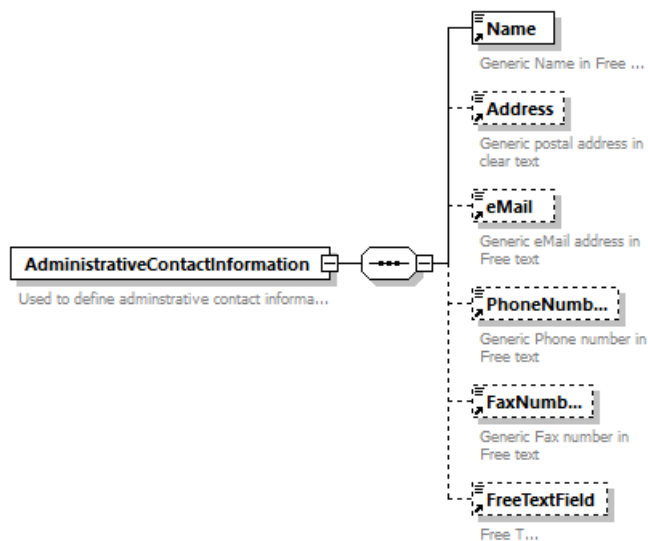 Name
Generic Name in Free ...
Address
Generic postal address in
clear text
eMail
Generic eMail address in
Free text
AdministrativeContactInformation
Used to define adminstrative contact informa...
PhoneNumb...
Generic Phone number in
Free text
FaxNumb...
Generic Fax number in
Free text
FreeTextField
Free T...